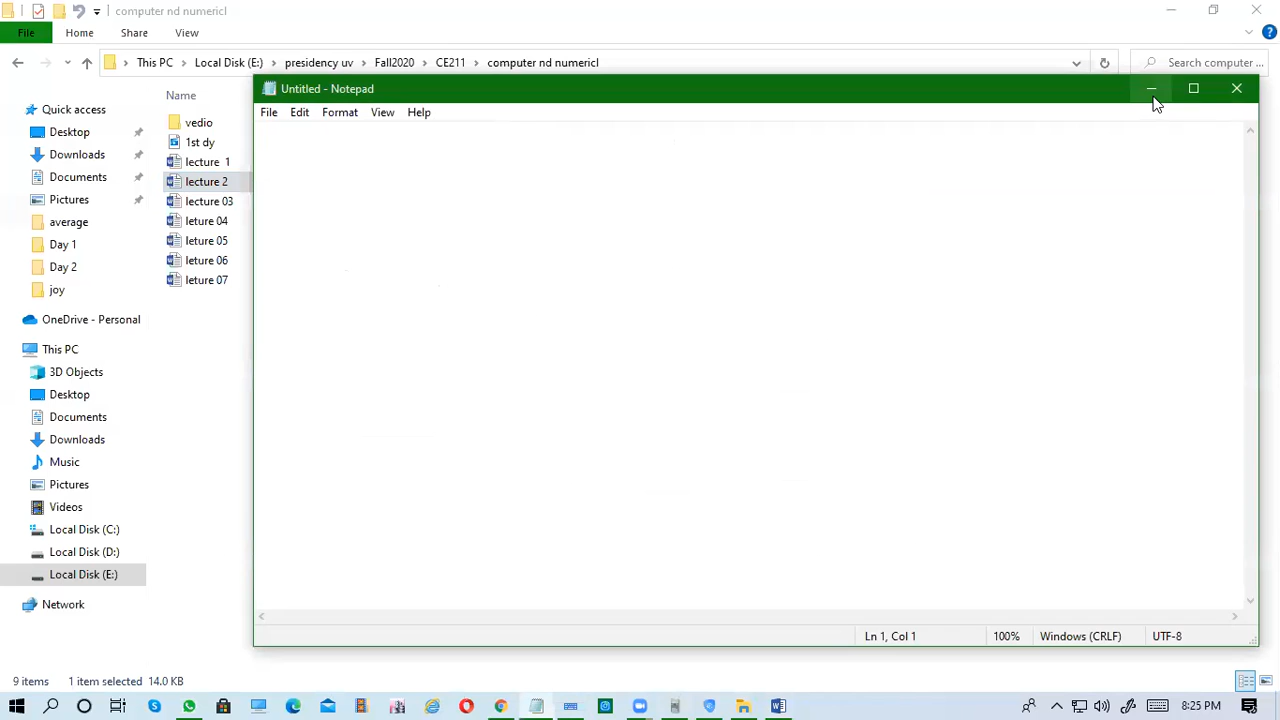 computer nd numericl
File Home Share View
This PC Local Disk (E:) presidency uv Fall2020 CE211 computer nd numericl Search computer ...
Untitled - Notepad
File Edit Format View Help
Name
Quick access
Desktop
Downloads
Documents
Pictures
average
Day 1
Day 2
joy
OneDrive - Personal
This PC
3D Objects
Desktop
Documents
Downloads
Music
Pictures
Videos
Local Disk (C:)
Local Disk (D:)
Local Disk (E:)
Network
vedio
1st dy
lecture 1
lecture 2
lecture 03
leture 04
leture 05
leture 06
leture 07
Ln 1, Col 1 100% Windows (CRLF) UTF-8
9 items 1 item selected 14.0 KB
8:25 PM